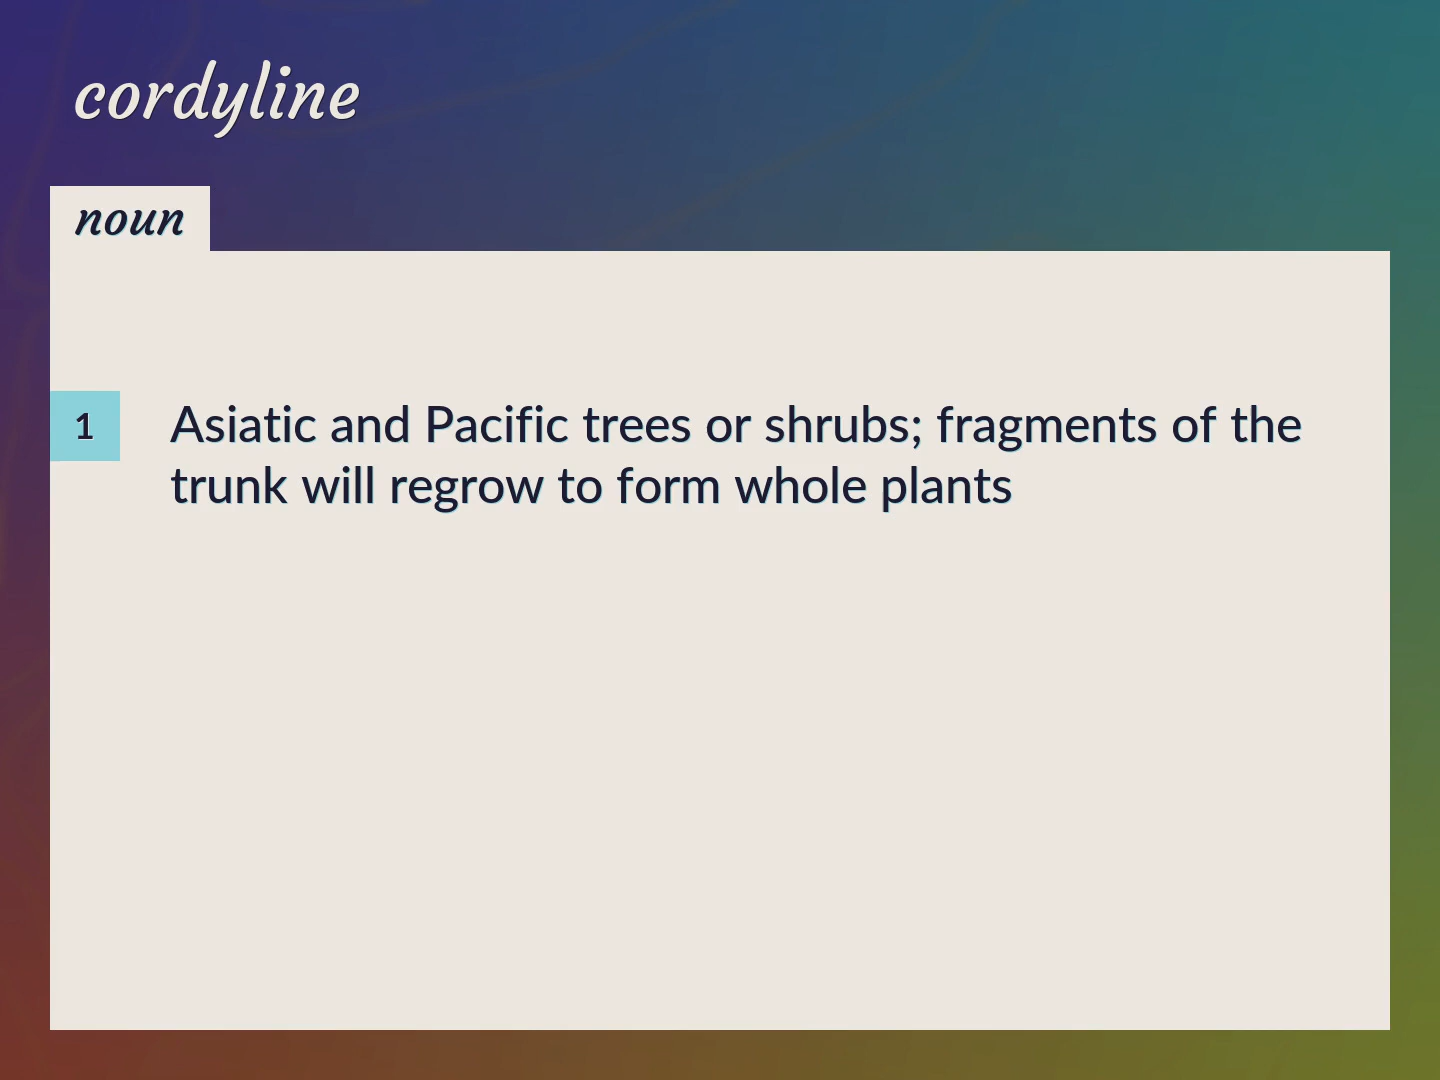 cordyline
noun
1
Asiatic and Pacific trees or shrubs; fragments of the
trunk will regrow to form whole plants